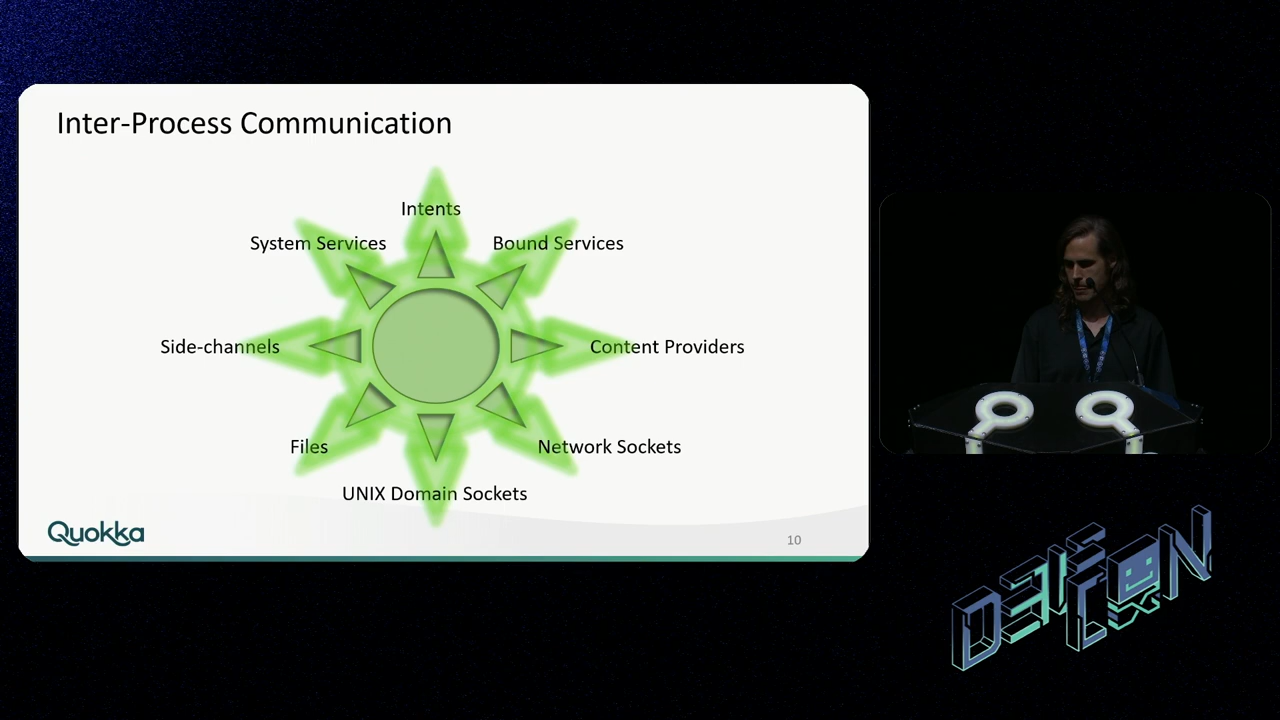 Inter-Process Communication
Intents
System Services
Bound Services
Side-channels
Content Providers
Files
Network Sockets
UNIX Domain Sockets
Quokka
10
DEF CON